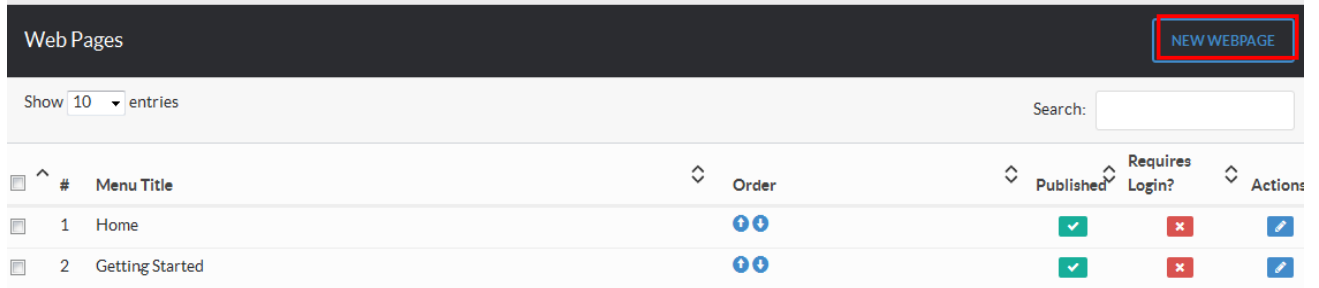 Web Pages NEW WEBPAGE
Show 10 entries Search:
# Menu Title Order Published Requires Login? Actions
1 Home
2 Getting Started